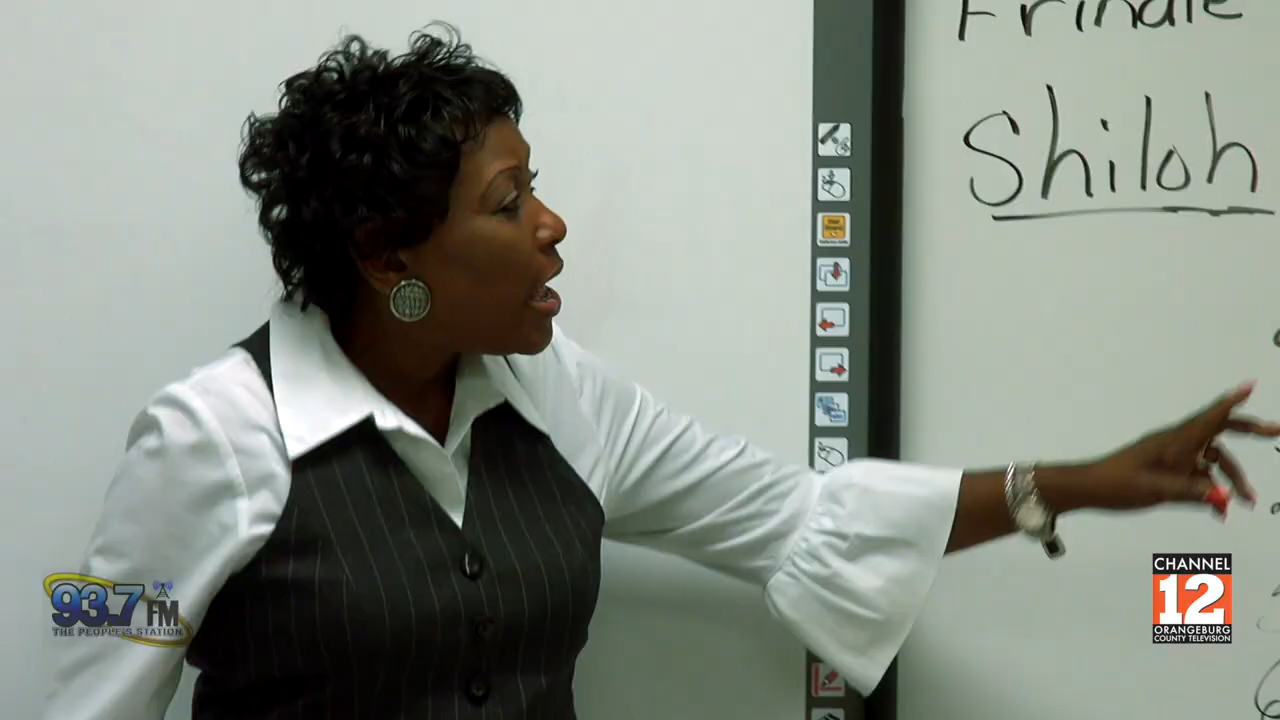 Frindle
Shiloh
93.7 FM
THE PEOPLE'S STATION
CHANNEL
12
ORANGEBURG
COUNTY TELEVISION